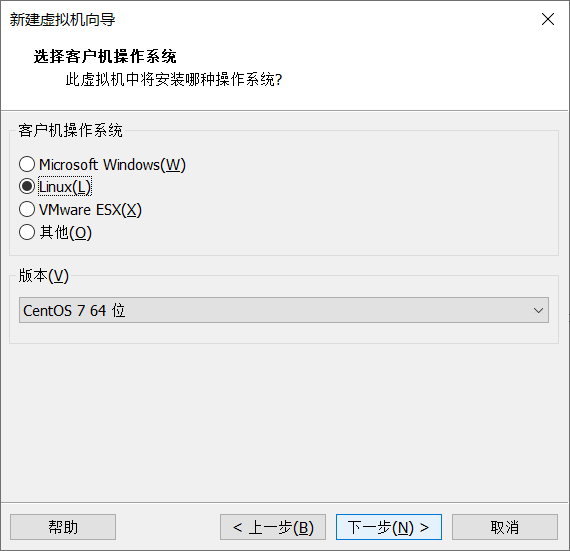 新建虚拟机向导
选择客户机操作系统
此虚拟机中将安装哪种操作系统?
客户机操作系统
Microsoft Windows(W)
Linux(L)
VMware ESX(X)
其他(O)
版本(V)
CentOS 7 64 位
帮助
< 上一步(B)
下一步(N) >
取消